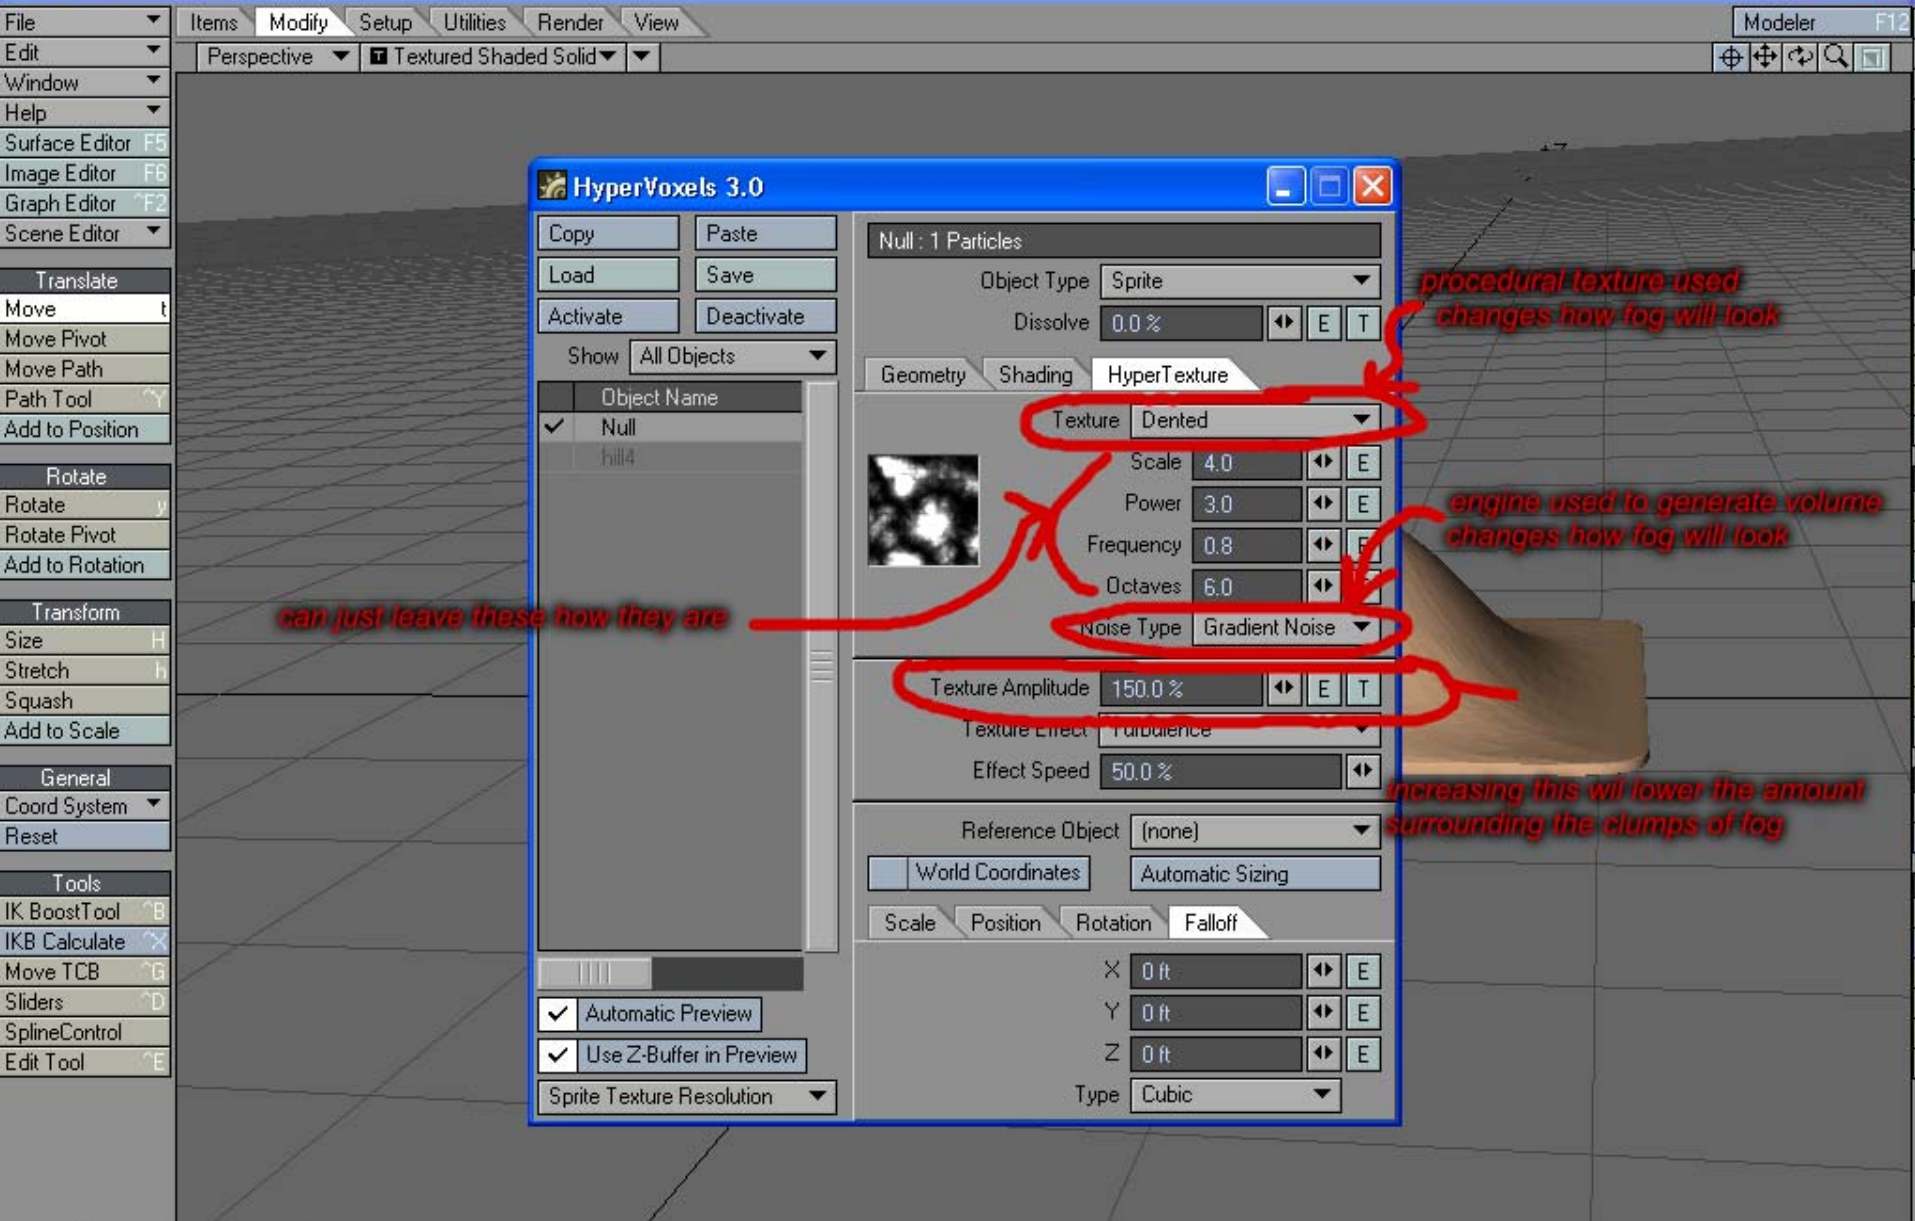 File
Edit
Window
Help
Surface Editor F5
Image Editor F6
Graph Editor ^F2
Scene Editor
Translate
Move t
Move Pivot
Move Path
Path Tool ^Y
Add to Position
Rotate
Rotate y
Rotate Pivot
Add to Rotation
Transform
Size H
Stretch h
Squash
Add to Scale
General
Coord System
Reset
Tools
IK BoostTool ^B
IKB Calculate ^X
Move TCB ^G
Sliders ^D
SplineControl
Edit Tool ^E
Items Modify Setup Utilities Render View
Modeler F12
Perspective T Textured Shaded Solid
+Z
HyperVoxels 3.0
Copy Paste
Load Save
Activate Deactivate
Show All Objects
Object Name
Null
hill4
Automatic Preview
Use Z-Buffer in Preview
Sprite Texture Resolution
Null : 1 Particles
Object Type Sprite
Dissolve 0.0 % E T
Geometry Shading HyperTexture
Texture Dented
Scale 4.0 E
Power 3.0 E
Frequency 0.8 E
Octaves 6.0
Noise Type Gradient Noise
Texture Amplitude 150.0 % E T
Texture Effect Turbulence
Effect Speed 50.0 %
Reference Object (none)
World Coordinates Automatic Sizing
Scale Position Rotation Falloff
X 0 ft E
Y 0 ft E
Z 0 ft E
Type Cubic
procedural texture used
changes how fog will look
engine used to generate volume
changes how fog will look
can just leave these how they are
increasing this wil lower the amount
surrounding the clumps of fog